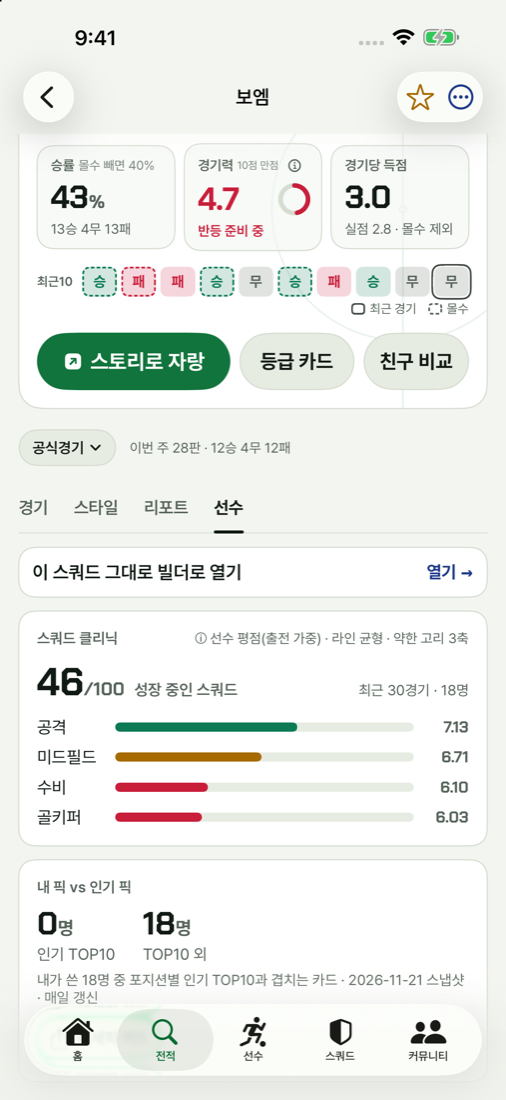 9:41
보엠
승률 몰수 빼면 40%
43%
13승 4무 13패
경기력 10점 만점
4.7
반등 준비 중
경기당 득점
3.0
실점 2.8 · 몰수 제외
최근10 승 패 패 승 무 승 패 승 무 무
최근 경기 몰수
스토리로 자랑
등급 카드
친구 비교
공식경기
이번 주 28판 · 12승 4무 12패
경기 스타일 리포트 선수
이 스쿼드 그대로 빌더로 열기
열기 →
스쿼드 클리닉
선수 평점(출전 가중) · 라인 균형 · 약한 고리 3축
46/100 성장 중인 스쿼드
최근 30경기 · 18명
공격 7.13
미드필드 6.71
수비 6.10
골키퍼 6.03
내 픽 vs 인기 픽
0명 18명
인기 TOP10 TOP10 외
내가 쓴 18명 중 포지션별 인기 TOP10과 겹치는 카드 · 2026-11-21 스냅샷
· 매일 갱신
홈 전적 선수 스쿼드 커뮤니티